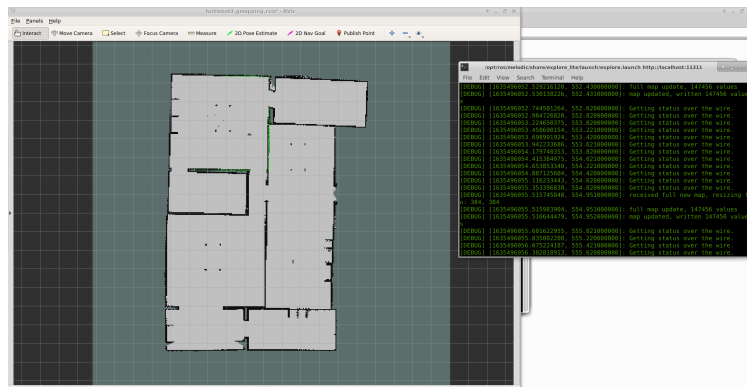 turtlebot3_gmapping.rviz* - RViz
File Panels Help
Interact Move Camera Select Focus Camera Measure 2D Pose Estimate 2D Nav Goal Publish Point
/opt/ros/melodic/share/explore_lite/launch/explore.launch http://localhost:11311
File Edit View Search Terminal Help
[DEBUG] [1635496052.529216120, 552.430000000]: full map update, 147456 values
[DEBUG] [1635496052.530138226, 552.431000000]: map updated, written 147456 value
s
[DEBUG] [1635496052.744501264, 552.620000000]: Getting status over the wire.
[DEBUG] [1635496052.984726820, 552.820000000]: Getting status over the wire.
[DEBUG] [1635496053.224650375, 553.020000000]: Getting status over the wire.
[DEBUG] [1635496053.458690154, 553.221000000]: Getting status over the wire.
[DEBUG] [1635496053.698991924, 553.420000000]: Getting status over the wire.
[DEBUG] [1635496053.942233686, 553.621000000]: Getting status over the wire.
[DEBUG] [1635496054.179740353, 553.820000000]: Getting status over the wire.
[DEBUG] [1635496054.415384975, 554.021000000]: Getting status over the wire.
[DEBUG] [1635496054.653853340, 554.221000000]: Getting status over the wire.
[DEBUG] [1635496054.887125604, 554.420000000]: Getting status over the wire.
[DEBUG] [1635496055.116233443, 554.620000000]: Getting status over the wire.
[DEBUG] [1635496055.353396838, 554.820000000]: Getting status over the wire.
[DEBUG] [1635496055.515745848, 554.951000000]: received full new map, resizing t
o: 384, 384
[DEBUG] [1635496055.515983904, 554.951000000]: full map update, 147456 values
[DEBUG] [1635496055.516644479, 554.952000000]: map updated, written 147456 value
[DEBUG] [1635496055.601622955, 555.021000000]: Getting status over the wire.
[DEBUG] [1635496055.835802208, 555.220000000]: Getting status over the wire.
[DEBUG] [1635496056.075224187, 555.421000000]: Getting status over the wire.
[DEBUG] [1635496056.302818913, 555.620000000]: Getting status over the wire.